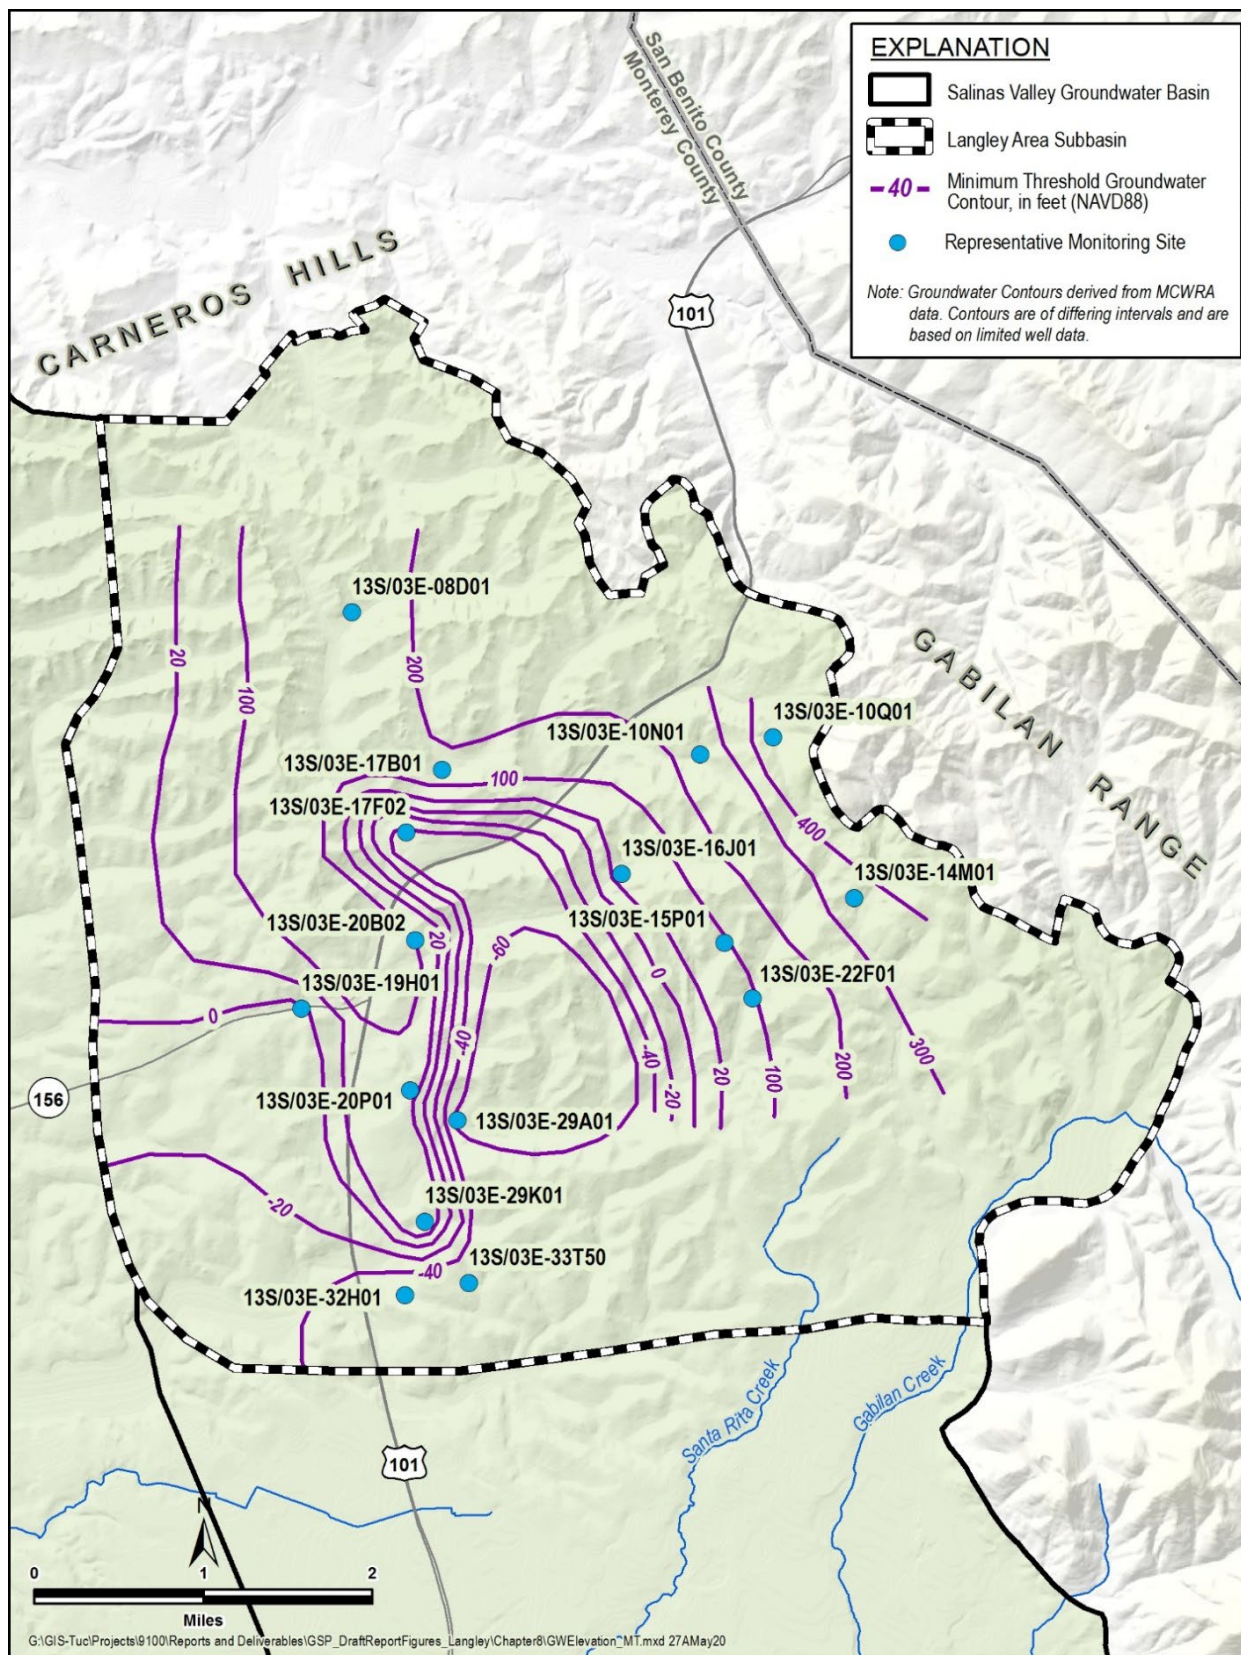 EXPLANATION
Salinas Valley Groundwater Basin
Langley Area Subbasin
40
Minimum Threshold Groundwater
Contour, in feet (NAVD88)
Representative Monitoring Site
Note: Groundwater Contours derived from MCWRA
data. Contours are of differing intervals and are
based on limited well data.
San Benito County
Monterey County
CARNEROS HILLS
101
GABILAN RANGE
13S/03E-08D01
20
100
200
13S/03E-10Q01
13S/03E-10N01
13S/03E-17B01
100
13S/03E-17F02
400
13S/03E-16J01
13S/03E-14M01
13S/03E-20B02
20
-60
13S/03E-15P01
0
13S/03E-19H01
0
13S/03E-22F01
-40
-40
-20
20
100
200
300
156
13S/03E-20P01
13S/03E-29A01
-20
13S/03E-29K01
-40
13S/03E-33T50
13S/03E-32H01
Santa Rita Creek
Gabilan Creek
101
N
0 1 2
Miles
G:\GIS-Tuc\Projects\9100\Reports and Deliverables\GSP_DraftReportFigures_Langley\Chapter8\GWElevation_MT.mxd 27AMay20